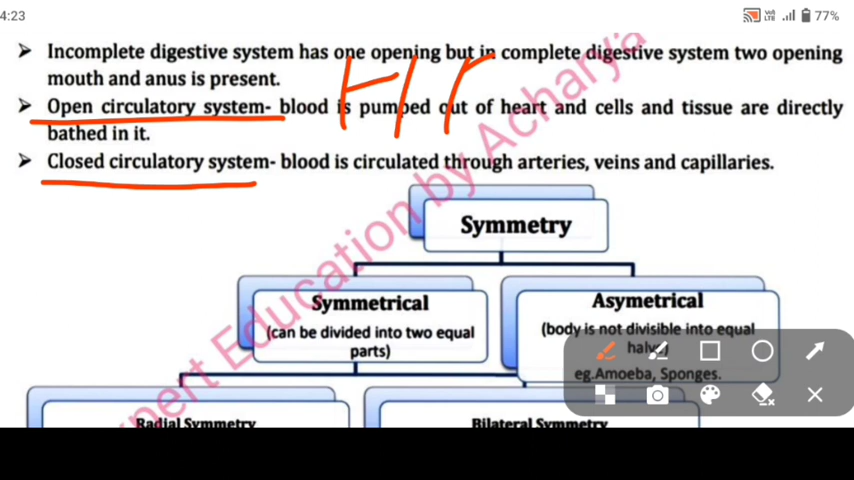 4:23 77%
➤ Incomplete digestive system has one opening but in complete digestive system two opening
mouth and anus is present.
➤ Open circulatory system- blood is pumped out of heart and cells and tissue are directly
bathed in it.
➤ Closed circulatory system- blood is circulated through arteries, veins and capillaries.
Symmetry
Symmetrical
(can be divided into two equal
parts)
Asymetrical
(body is not divisible into equal
eg.Amoeba, Sponges.
Radial Symmetry
Bilateral Symmetry
Expert Education by Acharya